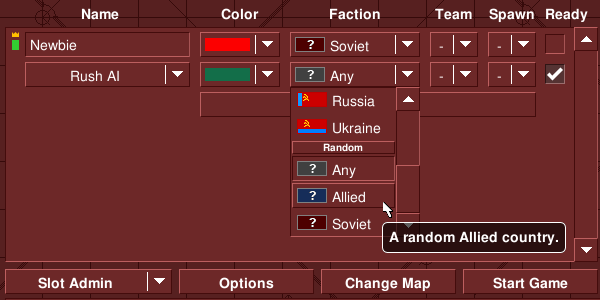 Name Color Faction Team Spawn Ready
Newbie ? Soviet - -
Rush AI ? Any - -
Russia
Ukraine
Random
? Any
? Allied
? Soviet
A random Allied country.
Slot Admin Options Change Map Start Game